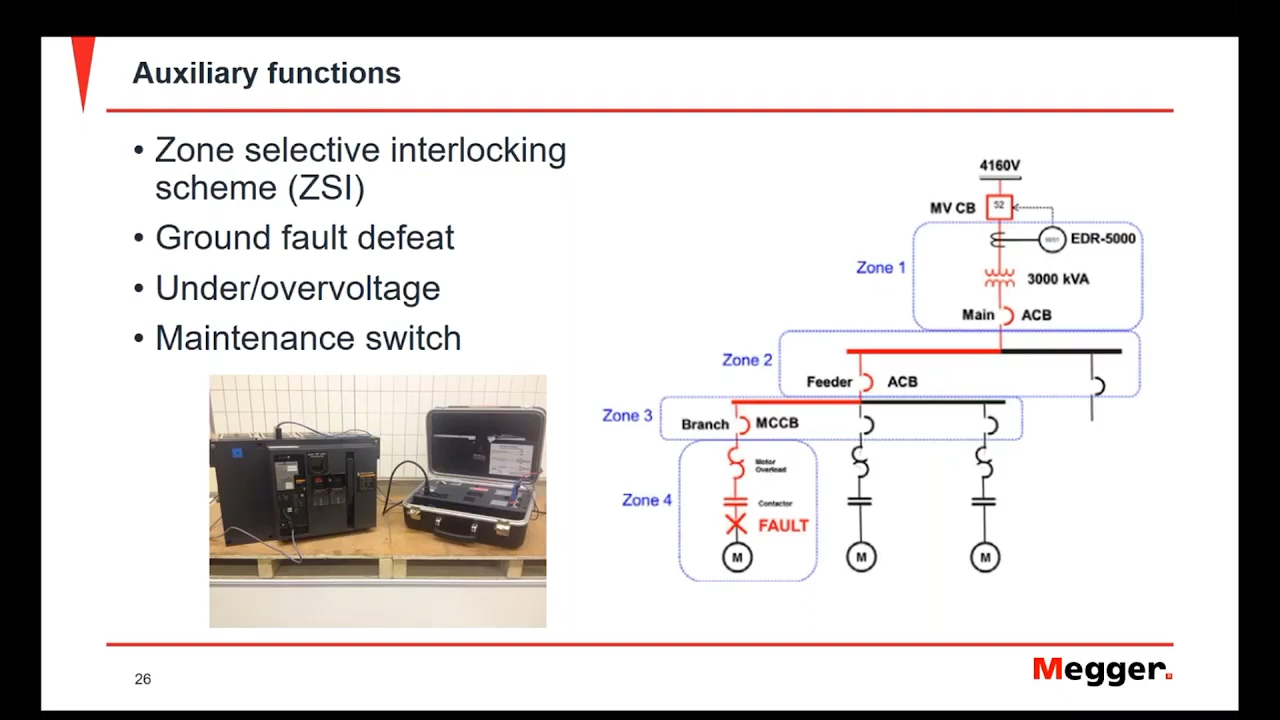 Auxiliary functions
• Zone selective interlocking
scheme (ZSI)
• Ground fault defeat
• Under/overvoltage
• Maintenance switch
4160V
MV CB
52
EDR-5000
Zone 1
3000 kVA
Main
ACB
Zone 2
Feeder
ACB
Zone 3
Branch
MCCB
Motor
Overload
Zone 4
Contactor
FAULT
M
M
M
26
Megger.